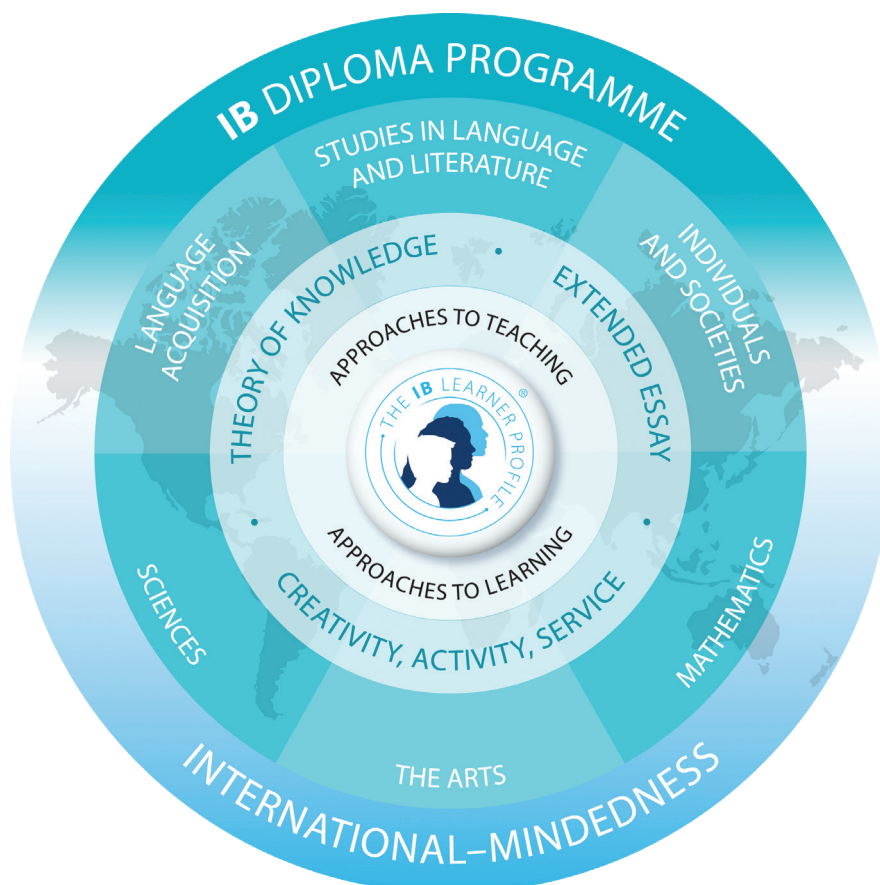 IB DIPLOMA PROGRAMME
STUDIES IN LANGUAGE
AND LITERATURE
LANGUAGE
ACQUISITION
INDIVIDUALS
AND SOCIETIES
THEORY OF KNOWLEDGE
EXTENDED ESSAY
APPROACHES TO TEACHING
THE IB LEARNER PROFILE ®
APPROACHES TO LEARNING
CREATIVITY, ACTIVITY, SERVICE
SCIENCES
MATHEMATICS
THE ARTS
INTERNATIONAL–MINDEDNESS